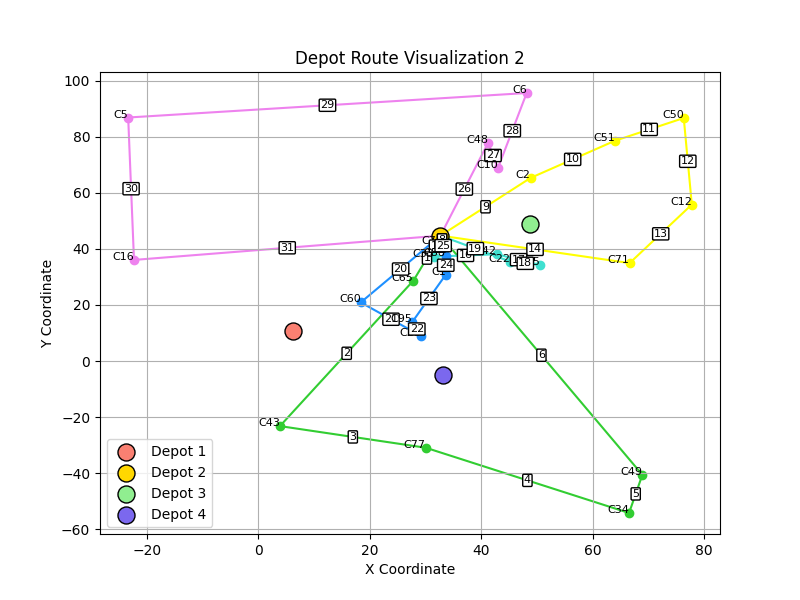 Depot Route Visualization 2
Y Coordinate
100
80
60
40
20
0
−20
−40
−60
−20
0
20
40
60
80
X Coordinate
C5
C6
C50
C51
C48
C10
C2
C12
C16
C71
C42
C22
C65
C60
C43
C77
C49
C34
29
28
27
26
30
31
11
10
12
9
13
14
19
25
24
20
23
22
2
3
4
5
6
18
Depot 1
Depot 2
Depot 3
Depot 4